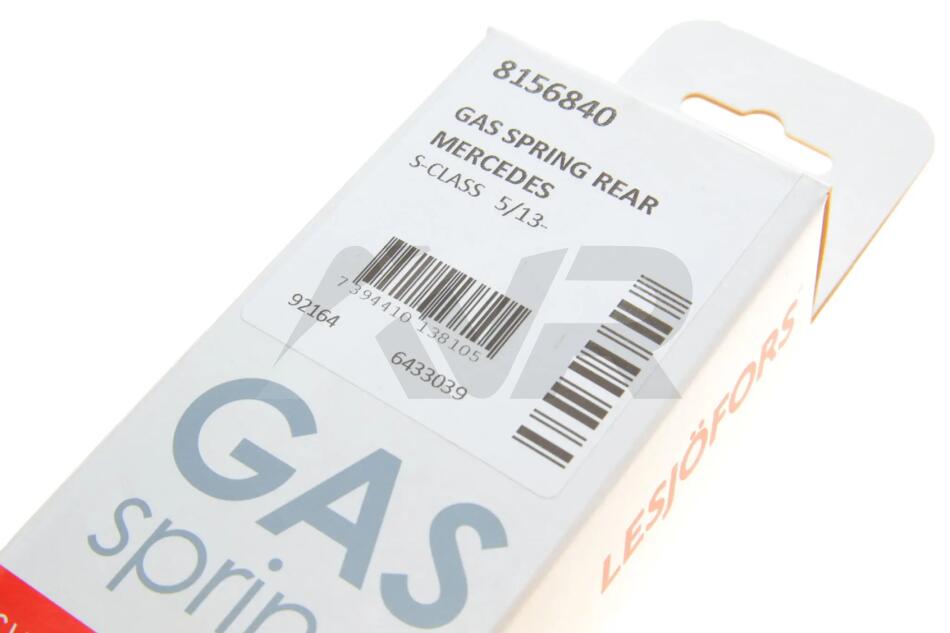 8156840
GAS SPRING REAR
MERCEDES
S-CLASS 5/13-
7 394410 138105
92164
6433039
GAS
sprin
LESJÖFORS